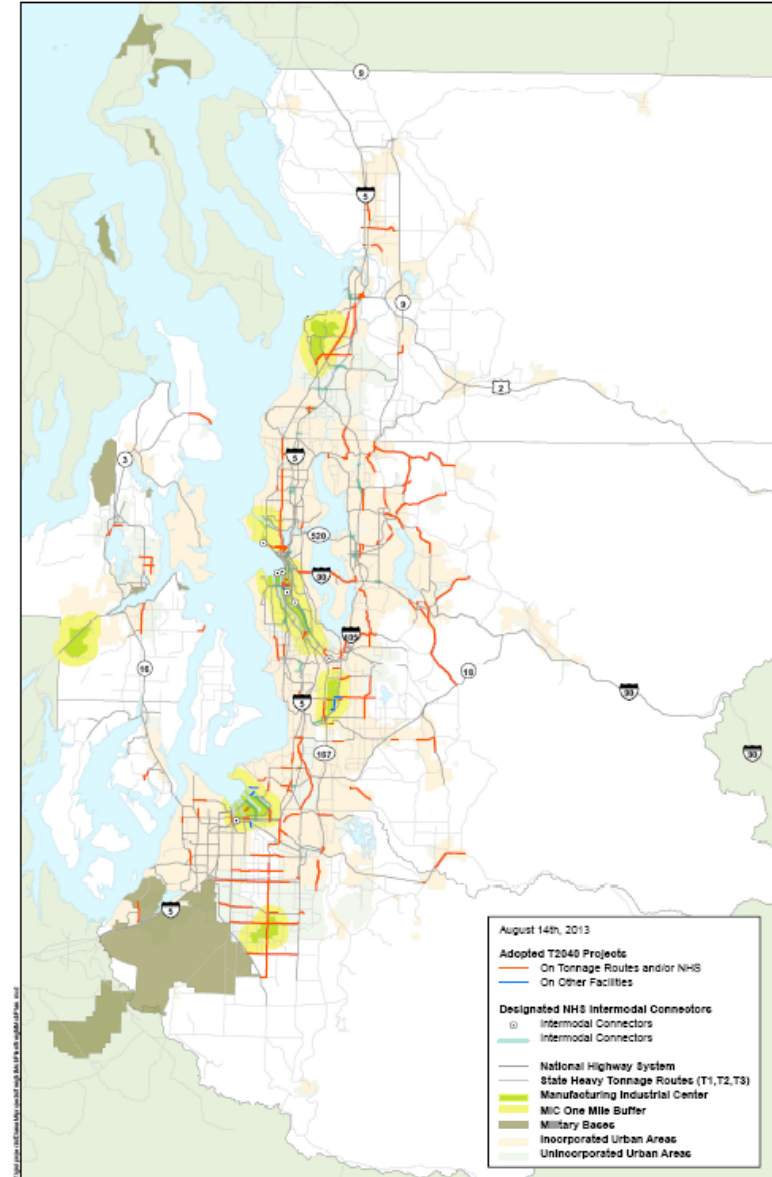 9
5
9
2
3
5
520
90
405
16
18
5
90
167
90
5
August 14th, 2013
Adopted T2040 Projects
On Tonnage Routes and/or NHS
On Other Facilities
Designated NHS Intermodal Connectors
Intermodal Connectors
Intermodal Connectors
National Highway System
State Heavy Tonnage Routes (T1,T2,T3)
Manufacturing Industrial Center
MIC One Mile Buffer
Military Bases
Incorporated Urban Areas
Unincorporated Urban Areas